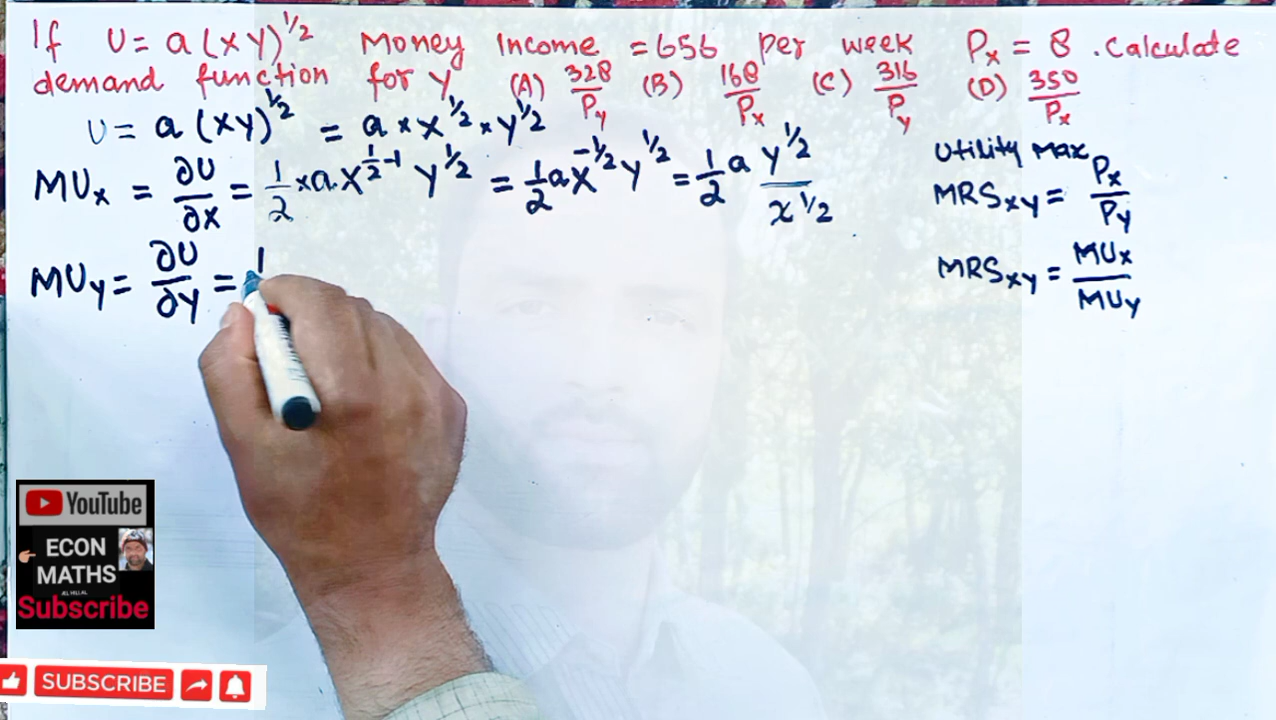 If U = a(xy)^1/2 Money Income = 656 per week Px = 8 . Calculate
demand function for y (A) 328/Py (B) 168/Px (C) 316/Py (D) 350/Px
U = a(xy)^1/2 = a × x^1/2 × y^1/2
MUx = ∂U/∂x = 1/2 × a · x^1/2-1 y^1/2 = 1/2 a x^-1/2 y^1/2 = 1/2 a y^1/2/x^1/2
MUy = ∂U/∂y = 1
Utility Max
MRSxy = Px/Py
MRSxy = MUx/MUy
YouTube
ECON
MATHS
Subscribe
SUBSCRIBE